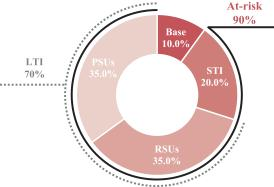 At-risk
90%
LTI
70%
Base
10.0%
PSUs
35.0%
STI
20.0%
RSUs
35.0%